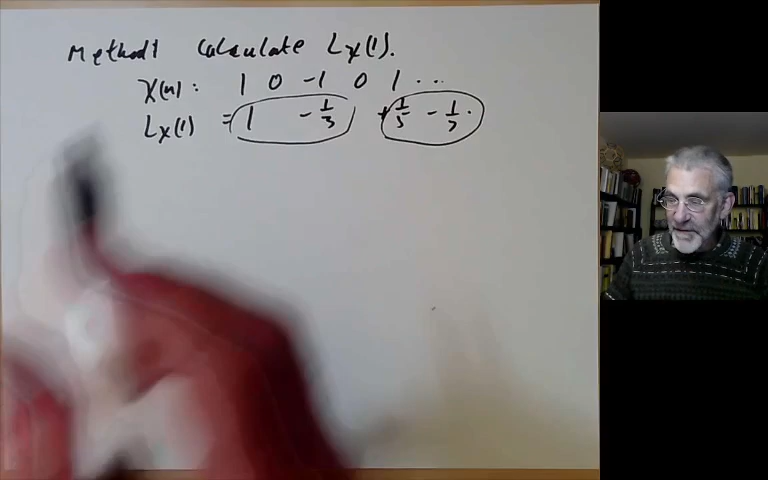 Method 1 calculate Lχ(1).
χ(n): 1 0 -1 0 1 ...
Lχ(1) = 1 - 1/3 + 1/5 - 1/7 .